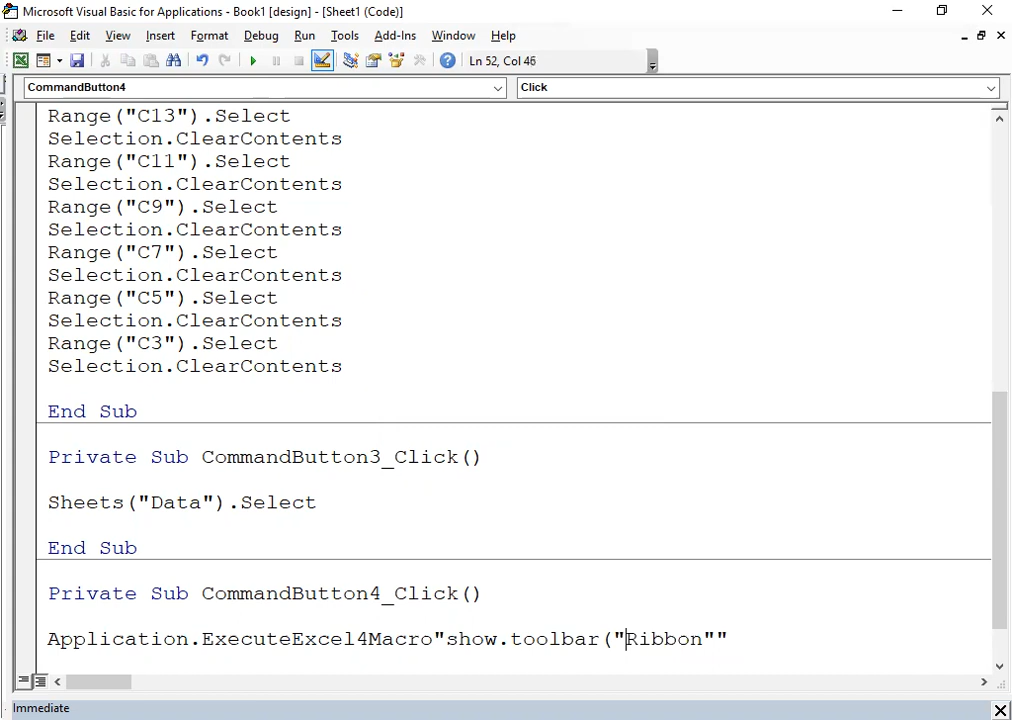 Microsoft Visual Basic for Applications - Book1 [design] - [Sheet1 (Code)]
File Edit View Insert Format Debug Run Tools Add-Ins Window Help
Ln 52, Col 46
CommandButton4 Click
Range("C13").Select
Selection.ClearContents
Range("C11").Select
Selection.ClearContents
Range("C9").Select
Selection.ClearContents
Range("C7").Select
Selection.ClearContents
Range("C5").Select
Selection.ClearContents
Range("C3").Select
Selection.ClearContents
End Sub
Private Sub CommandButton3_Click()
Sheets("Data").Select
End Sub
Private Sub CommandButton4_Click()
Application.ExecuteExcel4Macro"show.toolbar("Ribbon""
Immediate